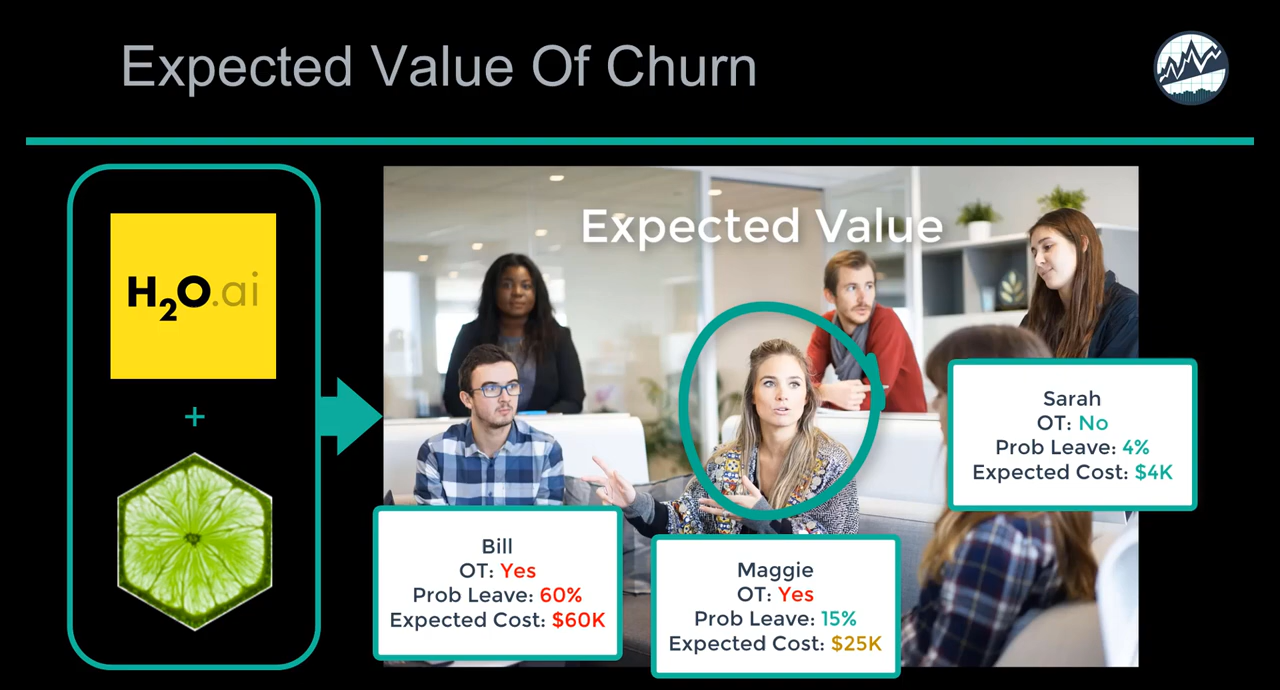 Expected Value Of Churn
H2O.ai
+
Expected Value
Bill
OT: Yes
Prob Leave: 60%
Expected Cost: $60K
Maggie
OT: Yes
Prob Leave: 15%
Expected Cost: $25K
Sarah
OT: No
Prob Leave: 4%
Expected Cost: $4K